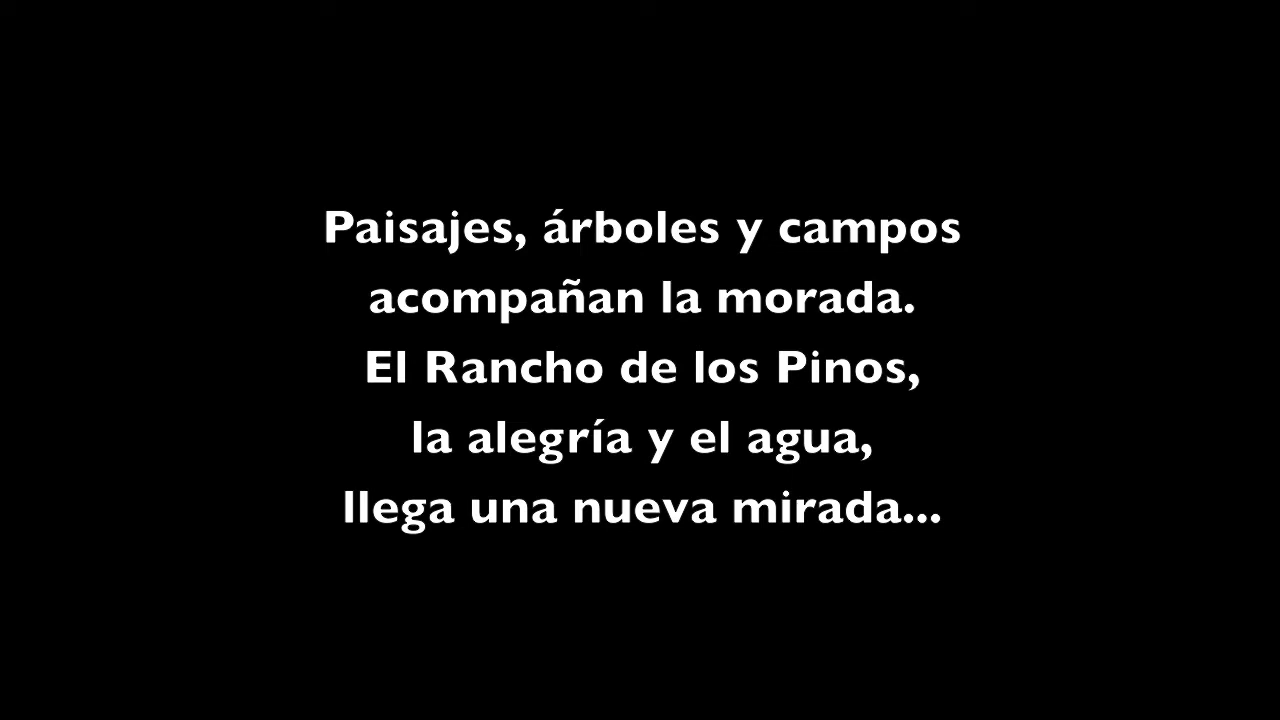 Paisajes, árboles y campos
acompañan la morada.
El Rancho de los Pinos,
la alegría y el agua,
llega una nueva mirada...